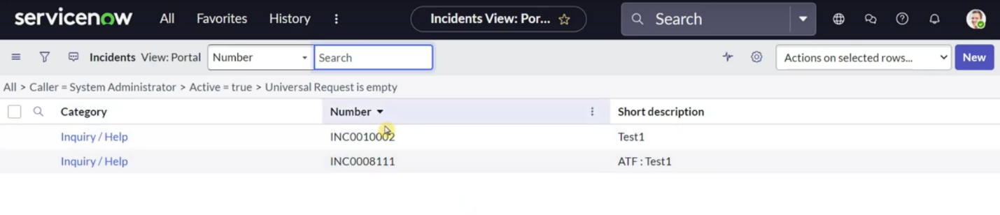 servicenow All Favorites History Incidents View: Por... Search
Incidents View: Portal Number Search Actions on selected rows... New
All > Caller = System Administrator > Active = true > Universal Request is empty
Category Number Short description
Inquiry / Help INC0010002 Test1
Inquiry / Help INC0008111 ATF : Test1